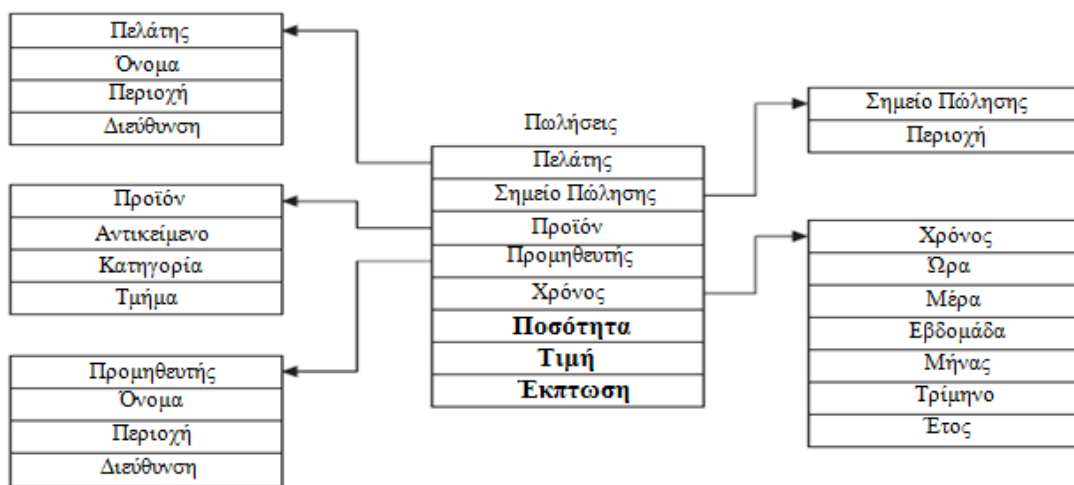 Πελάτης
Όνομα
Περιοχή
Διεύθυνση
Προϊόν
Αντικείμενο
Κατηγορία
Τμήμα
Προμηθευτής
Όνομα
Περιοχή
Διεύθυνση
Πωλήσεις
Πελάτης
Σημείο Πώλησης
Προϊόν
Προμηθευτής
Χρόνος
Ποσότητα
Τιμή
Έκπτωση
Σημείο Πώλησης
Περιοχή
Χρόνος
Ώρα
Μέρα
Εβδομάδα
Μήνας
Τρίμηνο
Έτος